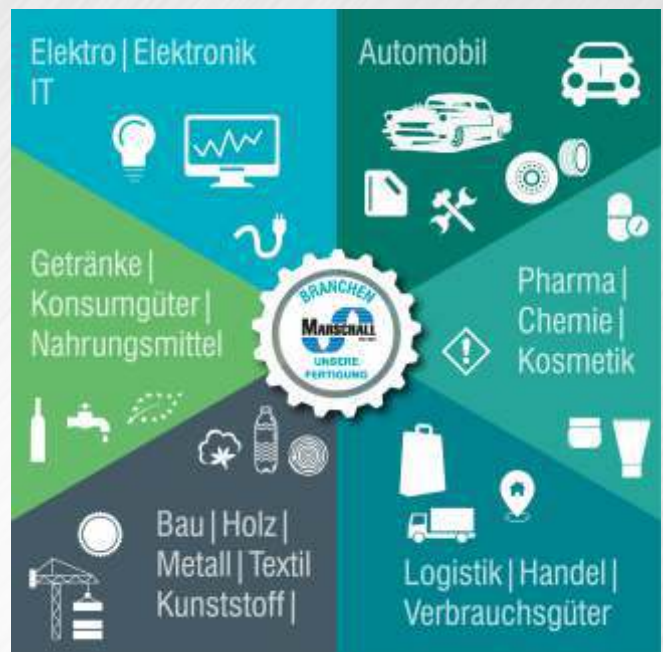 Elektro | Elektronik
IT
Automobil
Getränke |
Konsumgüter |
Nahrungsmittel
BRANCHEN
MARSCHALL
UNSERE
FERTIGUNG
Pharma |
Chemie |
Kosmetik
Bau | Holz |
Metall | Textil
Kunststoff |
Logistik | Handel |
Verbrauchsgüter